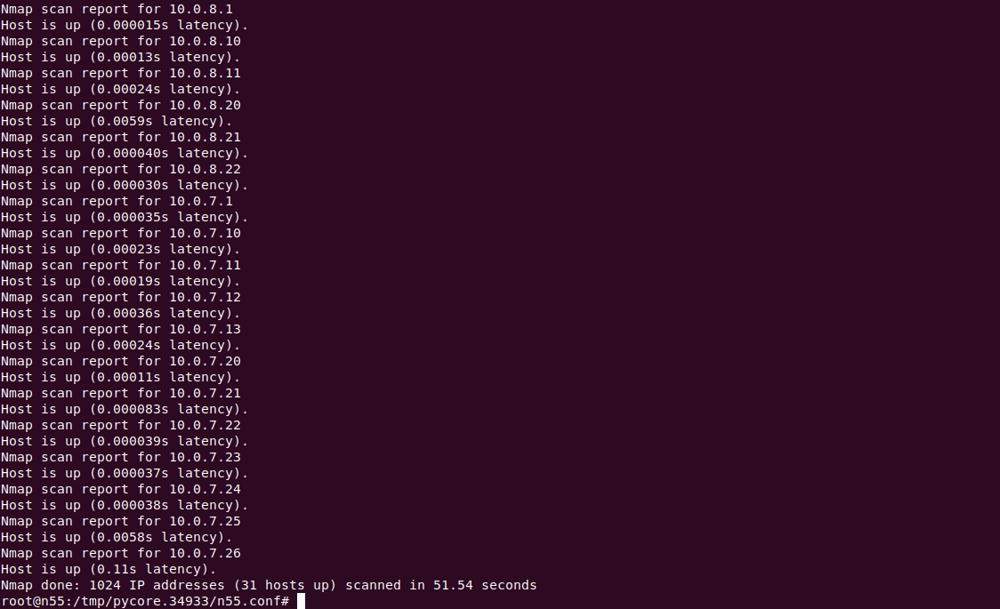 Nmap scan report for 10.0.8.1
Host is up (0.000015s latency).
Nmap scan report for 10.0.8.10
Host is up (0.00013s latency).
Nmap scan report for 10.0.8.11
Host is up (0.00024s latency).
Nmap scan report for 10.0.8.20
Host is up (0.0059s latency).
Nmap scan report for 10.0.8.21
Host is up (0.000040s latency).
Nmap scan report for 10.0.8.22
Host is up (0.000030s latency).
Nmap scan report for 10.0.7.1
Host is up (0.000035s latency).
Nmap scan report for 10.0.7.10
Host is up (0.00023s latency).
Nmap scan report for 10.0.7.11
Host is up (0.00019s latency).
Nmap scan report for 10.0.7.12
Host is up (0.00036s latency).
Nmap scan report for 10.0.7.13
Host is up (0.00024s latency).
Nmap scan report for 10.0.7.20
Host is up (0.00011s latency).
Nmap scan report for 10.0.7.21
Host is up (0.000083s latency).
Nmap scan report for 10.0.7.22
Host is up (0.000039s latency).
Nmap scan report for 10.0.7.23
Host is up (0.000037s latency).
Nmap scan report for 10.0.7.24
Host is up (0.000038s latency).
Nmap scan report for 10.0.7.25
Host is up (0.0058s latency).
Nmap scan report for 10.0.7.26
Host is up (0.11s latency).
Nmap done: 1024 IP addresses (31 hosts up) scanned in 51.54 seconds
root@n55:/tmp/pycore.34933/n55.conf#